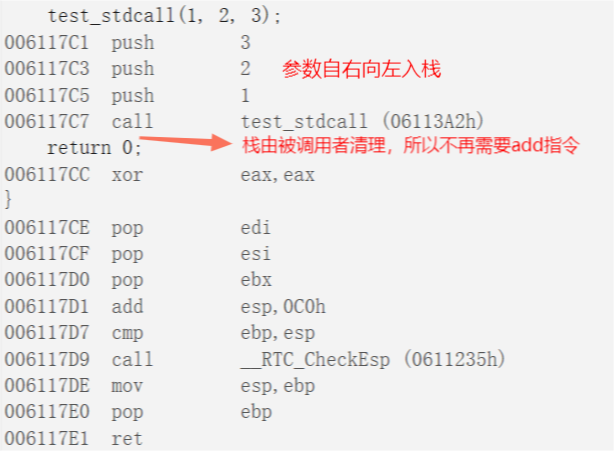 test_stdcall(1, 2, 3);
006117C1 push 3
006117C3 push 2 参数自右向左入栈
006117C5 push 1
006117C7 call test_stdcall (06113A2h)
return 0; 栈由被调用者清理，所以不再需要add指令
006117CC xor eax,eax
}
006117CE pop edi
006117CF pop esi
006117D0 pop ebx
006117D1 add esp,0C0h
006117D7 cmp ebp,esp
006117D9 call __RTC_CheckEsp (0611235h)
006117DE mov esp,ebp
006117E0 pop ebp
006117E1 ret